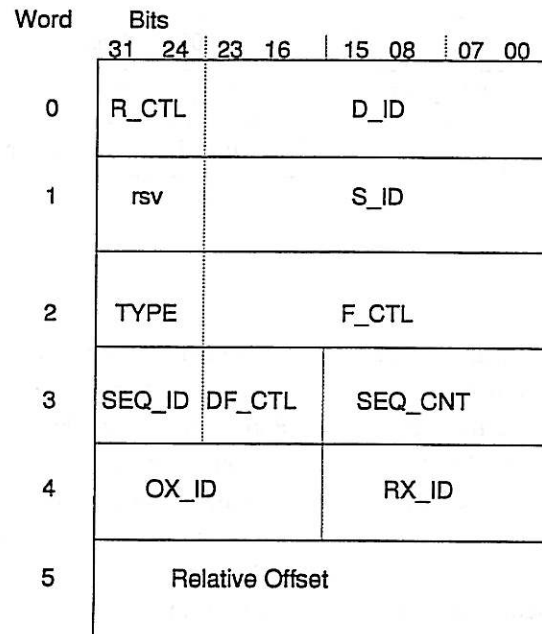 Word Bits
31 24 23 16 15 08 07 00
0 R_CTL D_ID
1 rsv S_ID
2 TYPE F_CTL
3 SEQ_ID DF_CTL SEQ_CNT
4 OX_ID RX_ID
5 Relative Offset